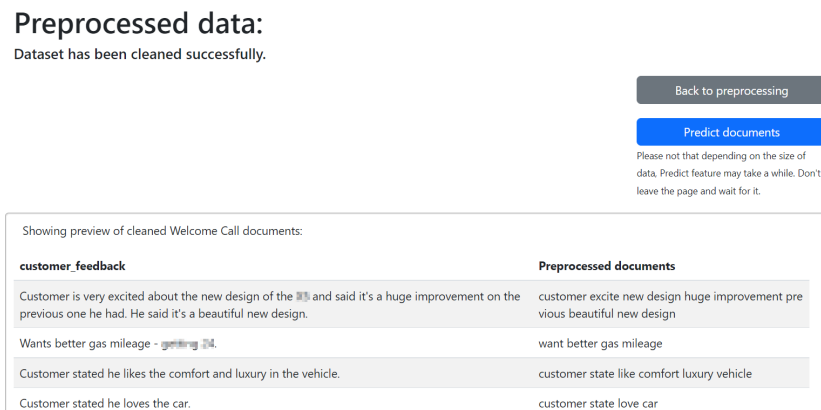 Preprocessed data:
Dataset has been cleaned successfully.
Back to preprocessing
Predict documents
Please not that depending on the size of
data, Predict feature may take a while. Don't
leave the page and wait for it.
Showing preview of cleaned Welcome Call documents:
customer_feedback Preprocessed documents
Customer is very excited about the new design of the and said it's a huge improvement on the
previous one he had. He said it's a beautiful new design.
customer excite new design huge improvement pre
vious beautiful new design
Wants better gas mileage - want better gas mileage
Customer stated he likes the comfort and luxury in the vehicle. customer state like comfort luxury vehicle
Customer stated he loves the car. customer state love car